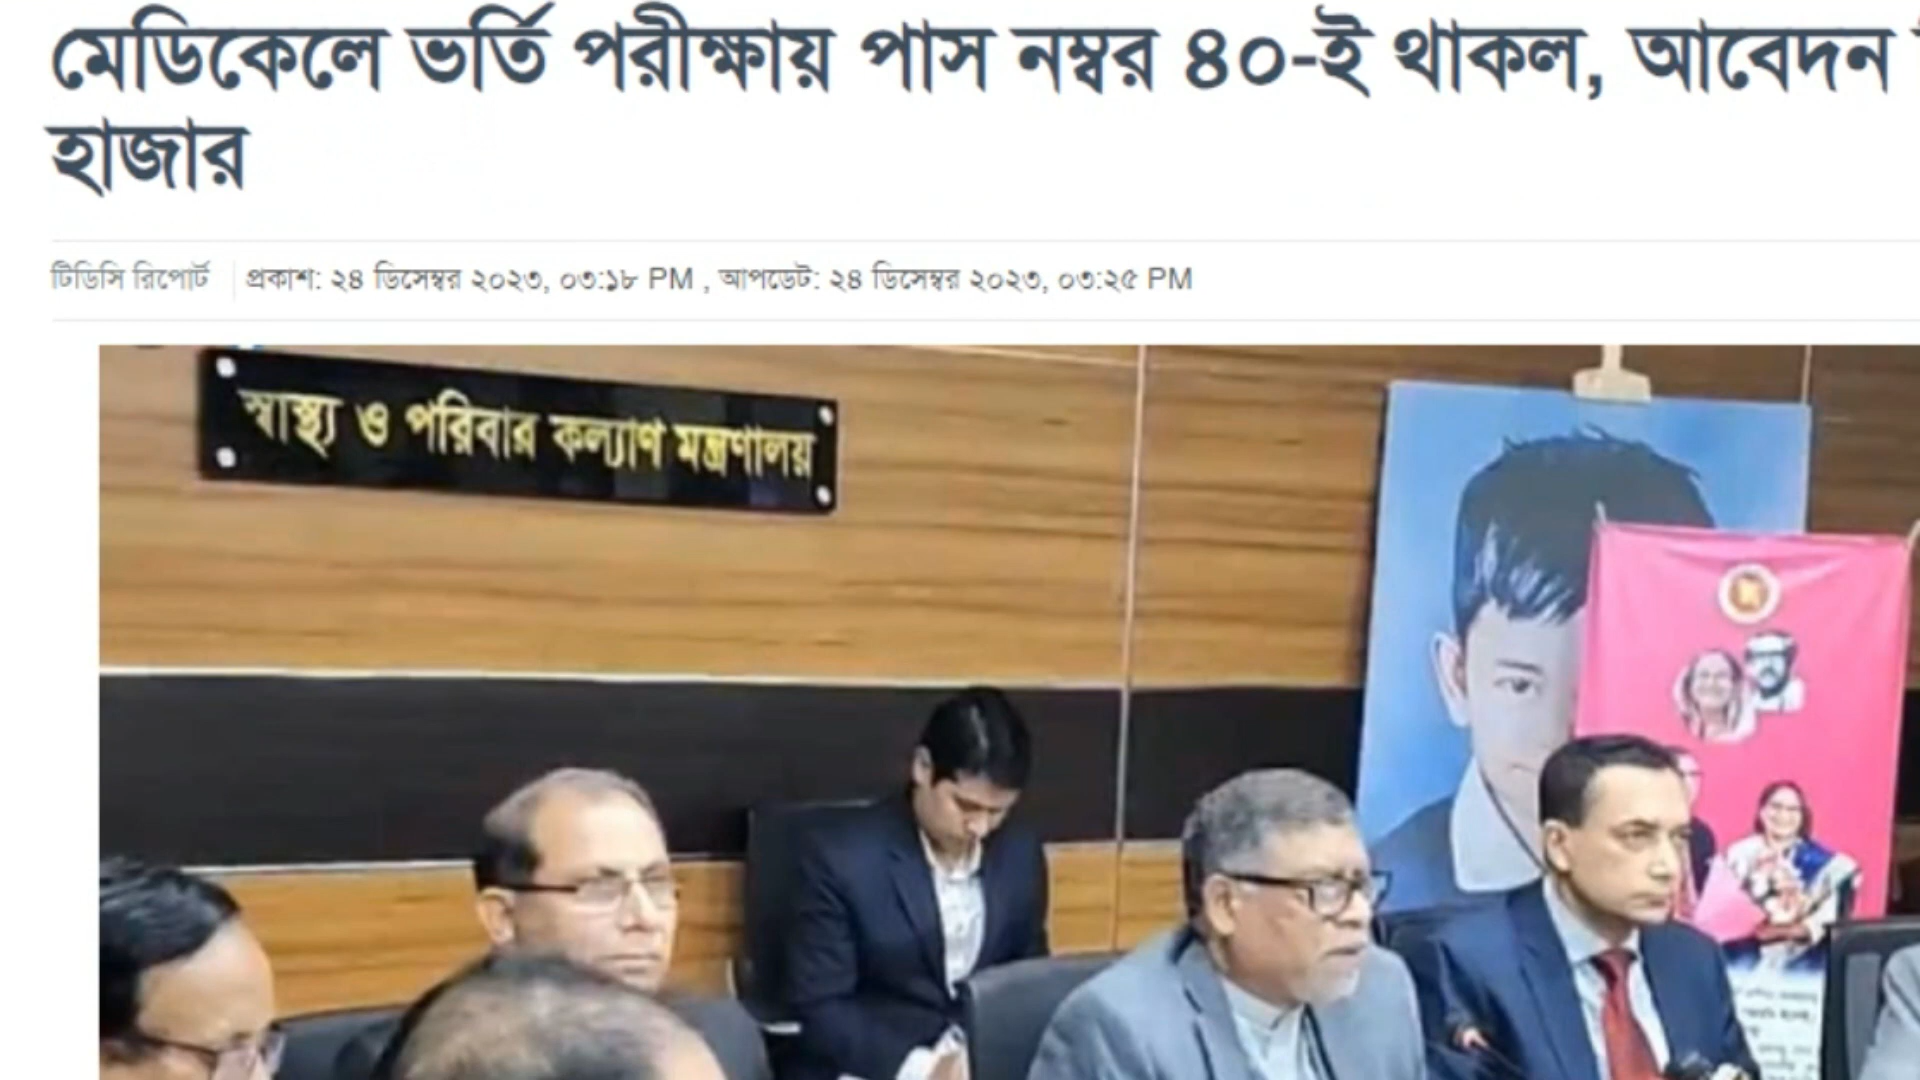 মেডিকেলে ভর্তি পরীক্ষায় পাস নম্বর ৪০-ই থাকল, আবেদন
হাজার
টিডিসি রিপোর্ট প্রকাশ: ২৪ ডিসেম্বর ২০২৩, ০৩:১৮ PM , আপডেট: ২৪ ডিসেম্বর ২০২৩, ০৩:২৫ PM
স্বাস্থ্য ও পরিবার কল্যাণ মন্ত্রণালয়